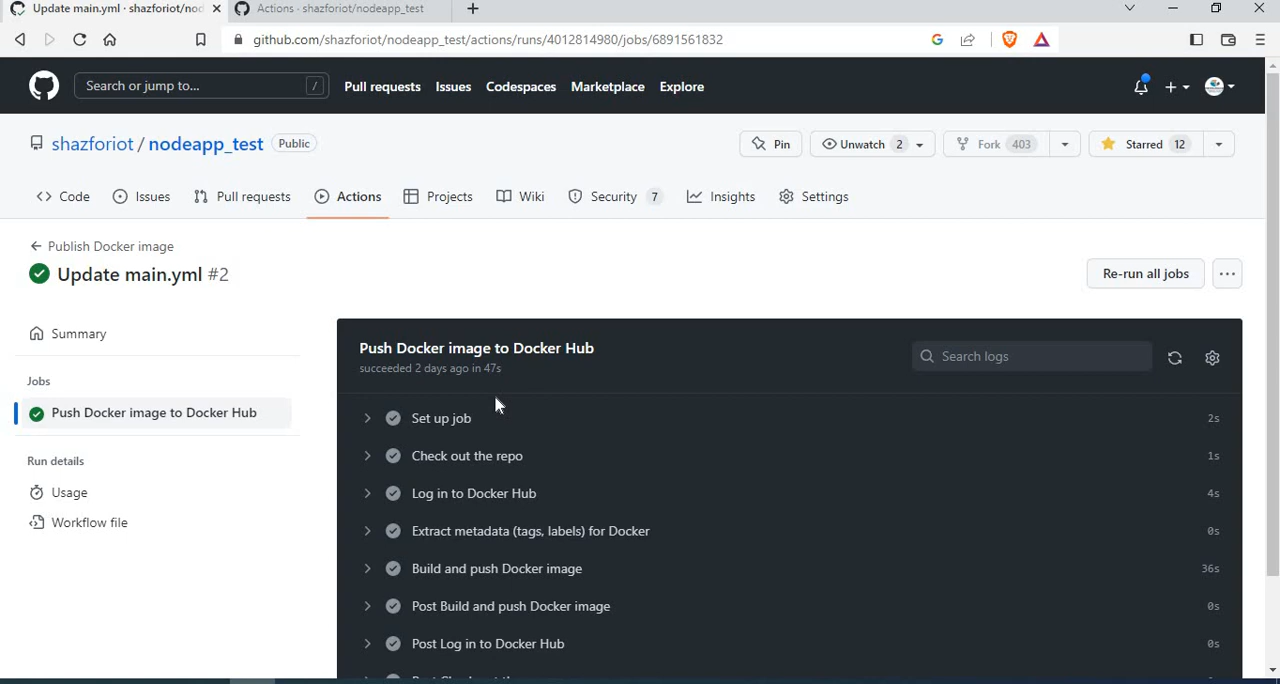 Update main.yml · shazforiot/nod
Actions · shazforiot/nodeapp_test
github.com/shazforiot/nodeapp_test/actions/runs/4012814980/jobs/6891561832
Search or jump to... /
Pull requests Issues Codespaces Marketplace Explore
shazforiot / nodeapp_test Public
Pin Unwatch 2 Fork 403 Starred 12
Code Issues Pull requests Actions Projects Wiki Security 7 Insights Settings
Publish Docker image
Update main.yml #2
Re-run all jobs
Summary
Jobs
Push Docker image to Docker Hub
Run details
Usage
Workflow file
Push Docker image to Docker Hub
succeeded 2 days ago in 47s
Search logs
Set up job 2s
Check out the repo 1s
Log in to Docker Hub 4s
Extract metadata (tags, labels) for Docker 0s
Build and push Docker image 36s
Post Build and push Docker image 0s
Post Log in to Docker Hub 0s